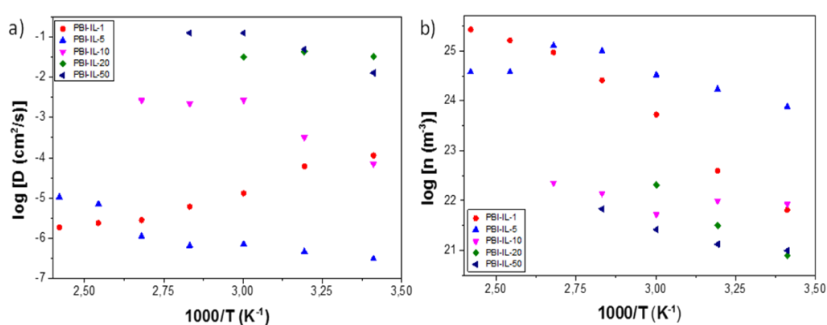 a)
PBI-IL-1
PBI-IL-5
PBI-IL-10
PBI-IL-20
PBI-IL-50
log [D (cm²/s)]
-1
-2
-3
-4
-5
-6
-7
2,50 2,75 3,00 3,25 3,50
1000/T (K⁻¹)
b)
log [n (m⁻³)]
25
24
23
22
21
PBI-IL-1
PBI-IL-5
PBI-IL-10
PBI-IL-20
PBI-IL-50
2,50 2,75 3,00 3,25 3,50
1000/T (K⁻¹)